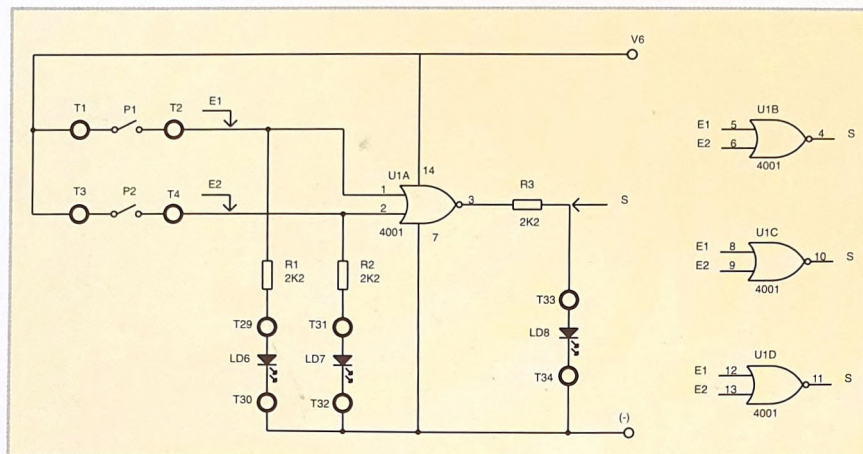 V6
T1 P1 T2 E1
T3 P2 T4 E2
U1A 14
1
2
3
4001 7
R3
2K2
S
R1
2K2
R2
2K2
T29
T31
T33
LD6
LD7
LD8
T30
T32
T34
(-)
U1B
E1 5
E2 6
4 S
4001
U1C
E1 8
E2 9
10 S
4001
U1D
E1 12
E2 13
11 S
4001